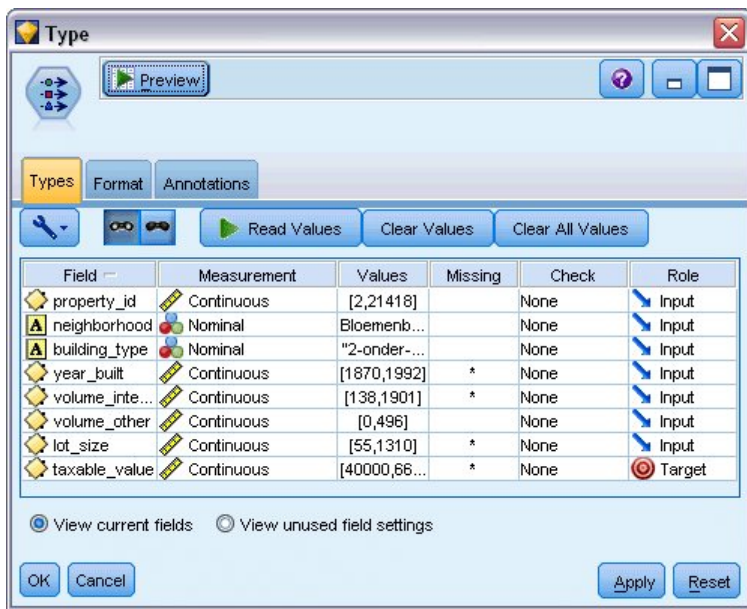 Type
Preview
Types Format Annotations
Read Values Clear Values Clear All Values
Field Measurement Values Missing Check Role
property_id Continuous [2,21418] None Input
A neighborhood Nominal Bloemenb... None Input
A building_type Nominal "2-onder-... None Input
year_built Continuous [1870,1992] * None Input
volume_inte... Continuous [138,1901] * None Input
volume_other Continuous [0,496] None Input
lot_size Continuous [55,1310] * None Input
taxable_value Continuous [40000,66... * None Target
View current fields View unused field settings
OK Cancel Apply Reset